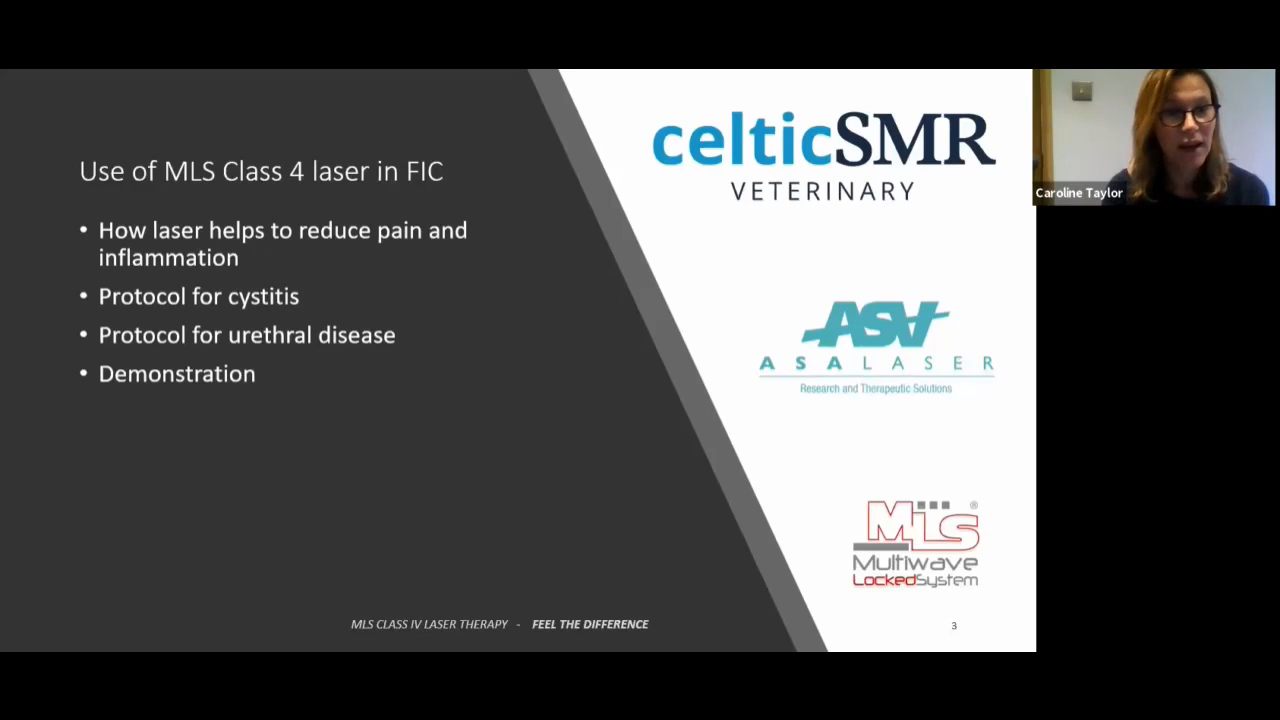 Use of MLS Class 4 laser in FIC
• How laser helps to reduce pain and
inflammation
• Protocol for cystitis
• Protocol for urethral disease
• Demonstration
MLS CLASS IV LASER THERAPY - FEEL THE DIFFERENCE
celticSMR
VETERINARY
ASA
ASALASER
Research and Therapeutic Solutions
MLS®
Multiwave
LockedSystem
3
Caroline Taylor